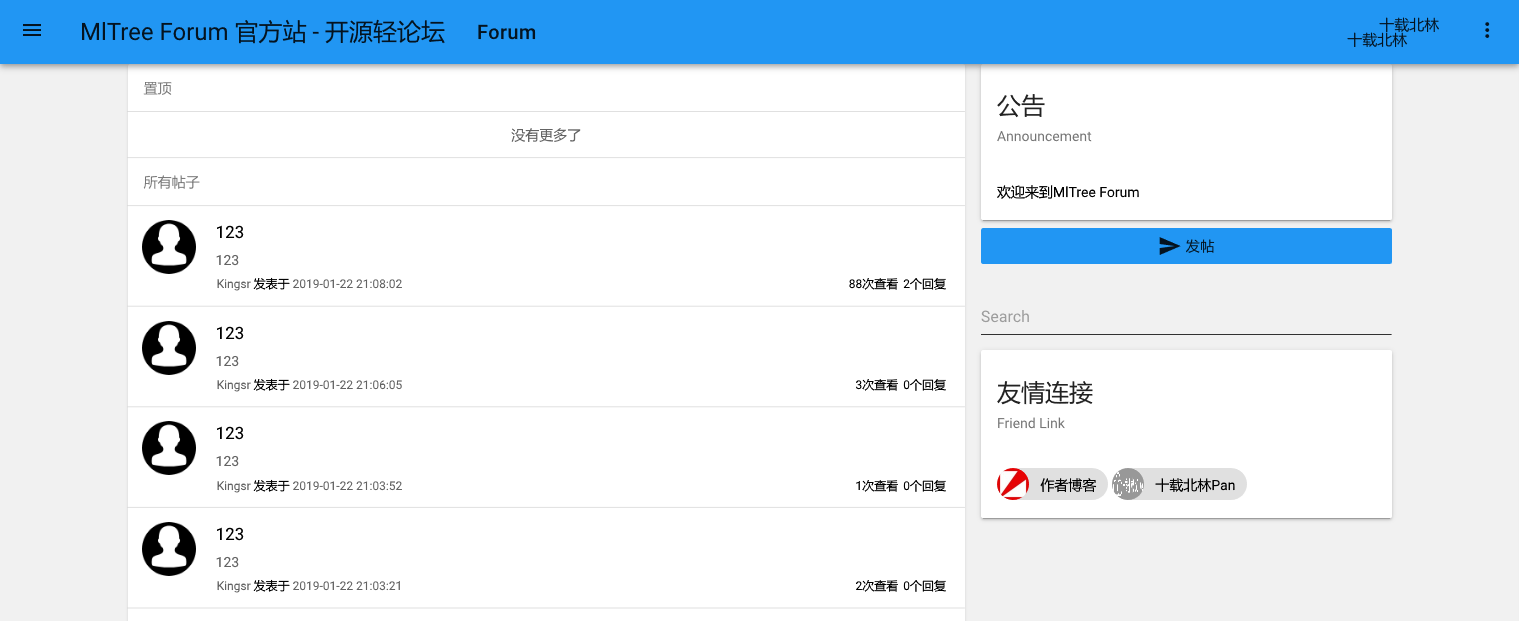 MlTree Forum 官方站 - 开源轻论坛 Forum
十载北林
十载北林
置顶
没有更多了
所有帖子
123
123
Kingsr 发表于 2019-01-22 21:08:02 88次查看 2个回复
123
123
Kingsr 发表于 2019-01-22 21:06:05 3次查看 0个回复
123
123
Kingsr 发表于 2019-01-22 21:03:52 1次查看 0个回复
123
123
Kingsr 发表于 2019-01-22 21:03:21 2次查看 0个回复
公告
Announcement
欢迎来到MlTree Forum
发帖
Search
友情连接
Friend Link
作者博客 十载北林Pan